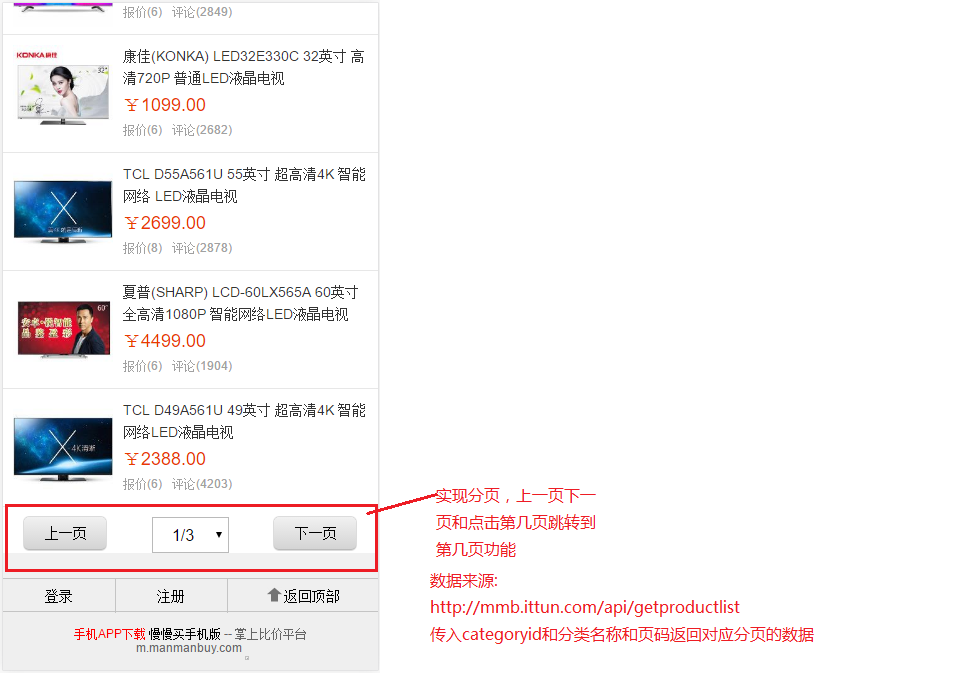 报价(6) 评论(2849)
KONKA 康佳
32"
康佳(KONKA) LED32E330C 32英寸 高
清720P 普通LED液晶电视
￥1099.00
报价(6) 评论(2682)
TCL D55A561U 55英寸 超高清4K 智能
网络 LED液晶电视
￥2699.00
报价(8) 评论(2878)
60"
夏普(SHARP) LCD-60LX565A 60英寸
全高清1080P 智能网络LED液晶电视
￥4499.00
报价(6) 评论(1904)
4K清晰
TCL D49A561U 49英寸 超高清4K 智能
网络LED液晶电视
￥2388.00
报价(6) 评论(4203)
上一页
1/3
下一页
实现分页，上一页下一
页和点击第几页跳转到
第几页功能
数据来源:
http://mmb.ittun.com/api/getproductlist
传入categoryid和分类名称和页码返回对应分页的数据
登录
注册
返回顶部
手机APP下载 慢慢买手机版 -- 掌上比价平台
m.manmanbuy.com